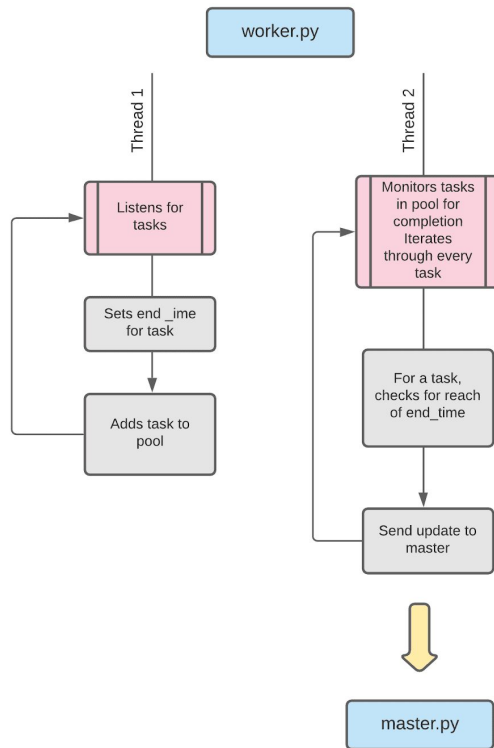 worker.py
Thread 1
Listens for
tasks
Sets end _ime
for task
Adds task to
pool
Thread 2
Monitors tasks
in pool for
completion
Iterates
through every
task
For a task,
checks for reach
of end_time
Send update to
master
master.py